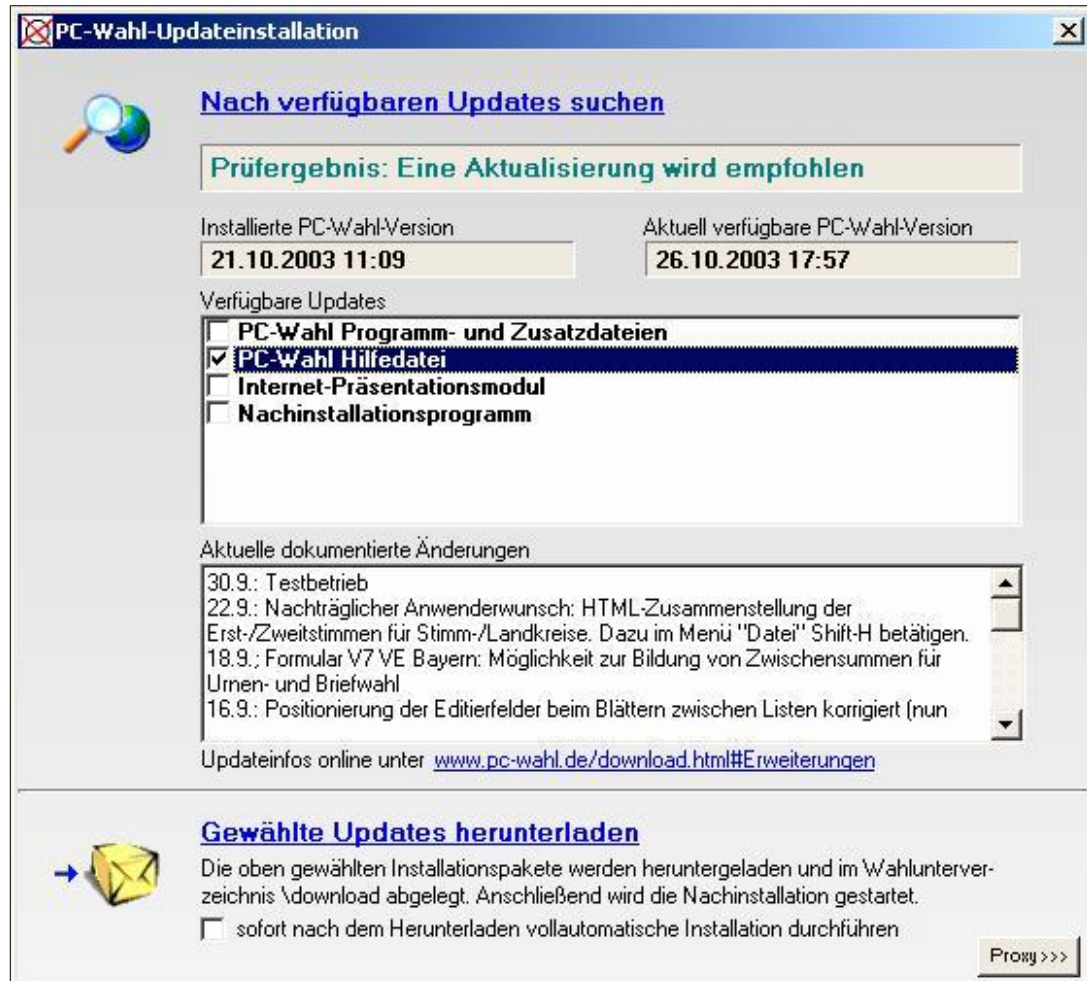 PC-Wahl-Updateinstallation
Nach verfügbaren Updates suchen
Prüfergebnis: Eine Aktualisierung wird empfohlen
Installierte PC-Wahl-Version
Aktuell verfügbare PC-Wahl-Version
21.10.2003 11:09
26.10.2003 17:57
Verfügbare Updates
PC-Wahl Programm- und Zusatzdateien
PC-Wahl Hilfedatei
Internet-Präsentationsmodul
Nachinstallationsprogramm
Aktuelle dokumentierte Änderungen
30.9.: Testbetrieb
22.9.: Nachträglicher Anwenderwunsch: HTML-Zusammenstellung der
Erst-/Zweitstimmen für Stimm-/Landkreise. Dazu im Menü "Datei" Shift-H betätigen.
18.9.; Formular V7 VE Bayern: Möglichkeit zur Bildung von Zwischensummen für
Urnen- und Briefwahl
16.9.: Positionierung der Editierfelder beim Blättern zwischen Listen korrigiert (nun
Updateinfos online unter www.pc-wahl.de/download.html#Erweiterungen
Gewählte Updates herunterladen
Die oben gewählten Installationspakete werden heruntergeladen und im Wahlunterver-
zeichnis \download abgelegt. Anschließend wird die Nachinstallation gestartet.
sofort nach dem Herunterladen vollautomatische Installation durchführen
Proxy>>>